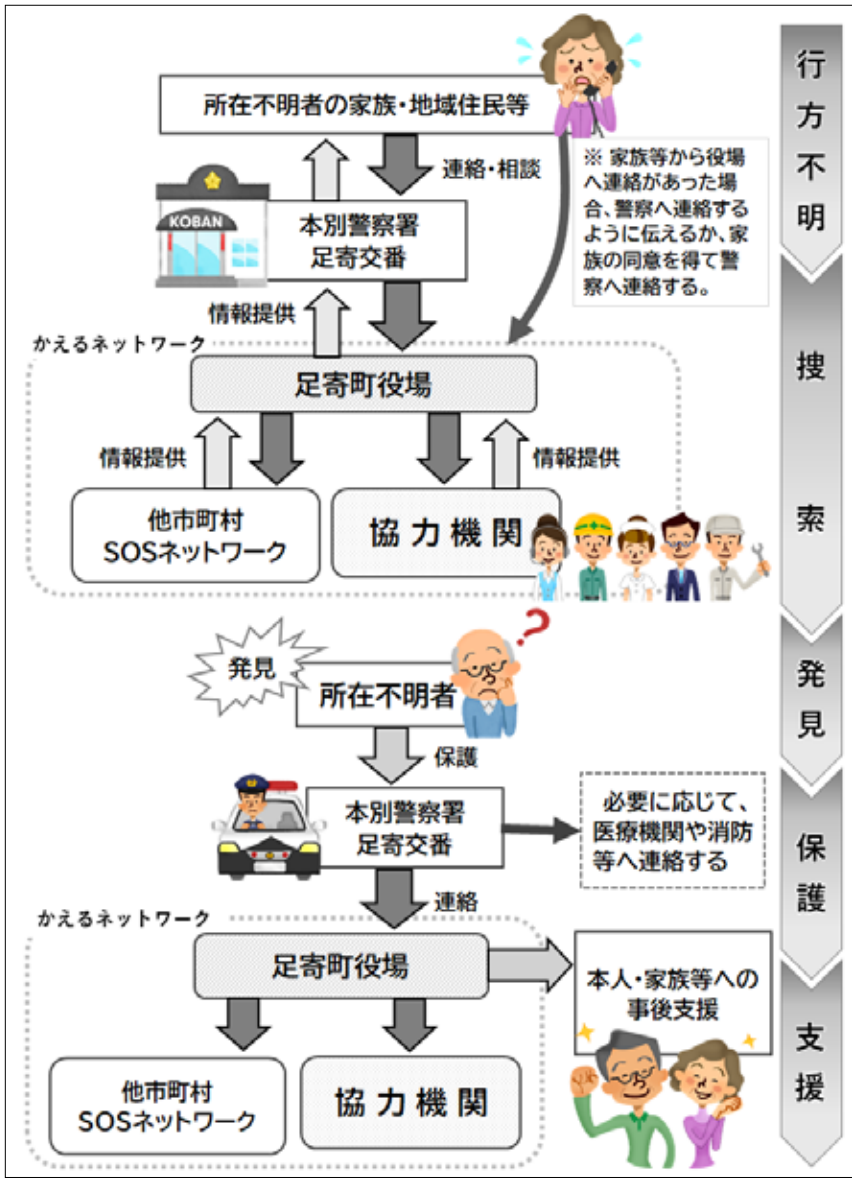 所在不明者の家族・地域住民等
連絡・相談
KOBAN
本別警察署
足寄交番
※ 家族等から役場
へ連絡があった場
合、警察へ連絡する
ように伝えるか、家
族の同意を得て警
察へ連絡する。
情報提供
かえるネットワーク
足寄町役場
情報提供
情報提供
他市町村
SOSネットワーク
協力機関
発見
所在不明者
?
保護
本別警察署
足寄交番
必要に応じて、
医療機関や消防
等へ連絡する
連絡
かえるネットワーク
足寄町役場
本人・家族等への
事後支援
他市町村
SOSネットワーク
協力機関
行方不明
捜索
発見
保護
支援